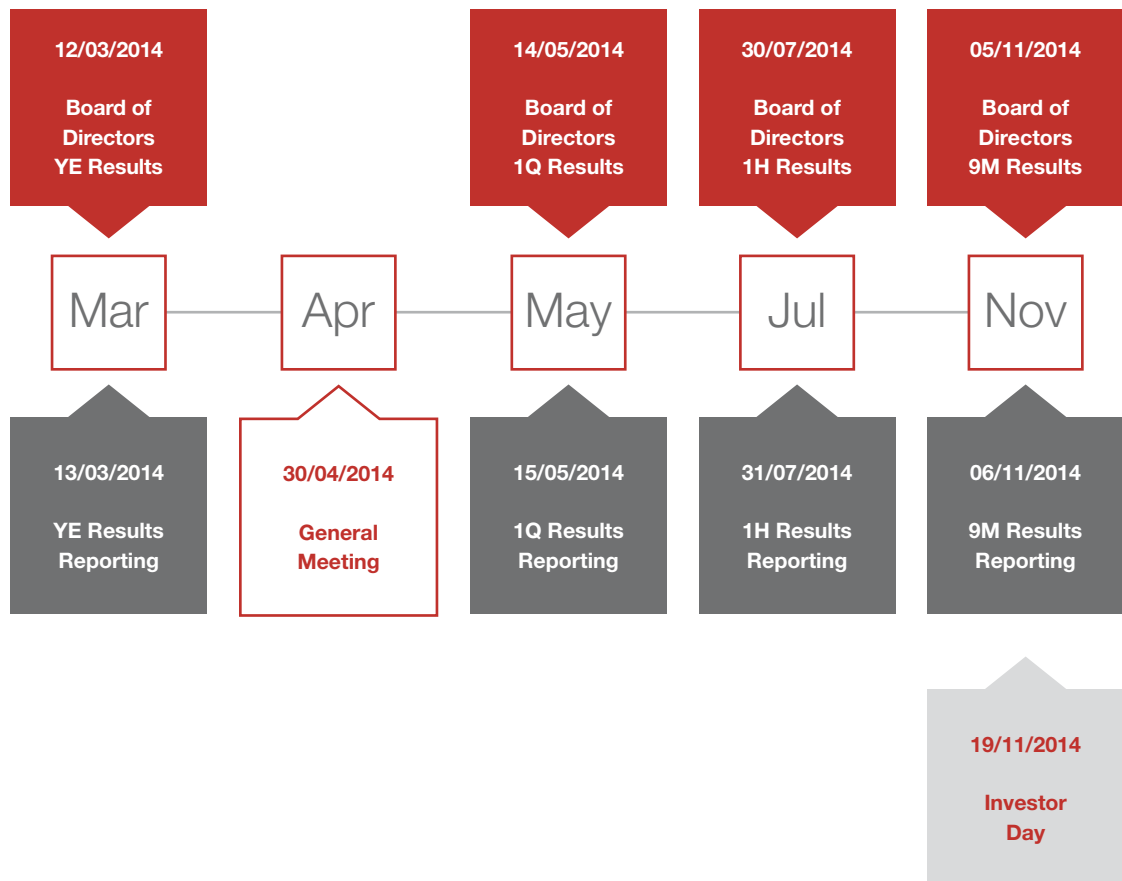 12/03/2014
Board of
Directors
YE Results
14/05/2014
Board of
Directors
1Q Results
30/07/2014
Board of
Directors
1H Results
05/11/2014
Board of
Directors
9M Results
Mar
Apr
May
Jul
Nov
13/03/2014
YE Results
Reporting
30/04/2014
General
Meeting
15/05/2014
1Q Results
Reporting
31/07/2014
1H Results
Reporting
06/11/2014
9M Results
Reporting
19/11/2014
Investor
Day